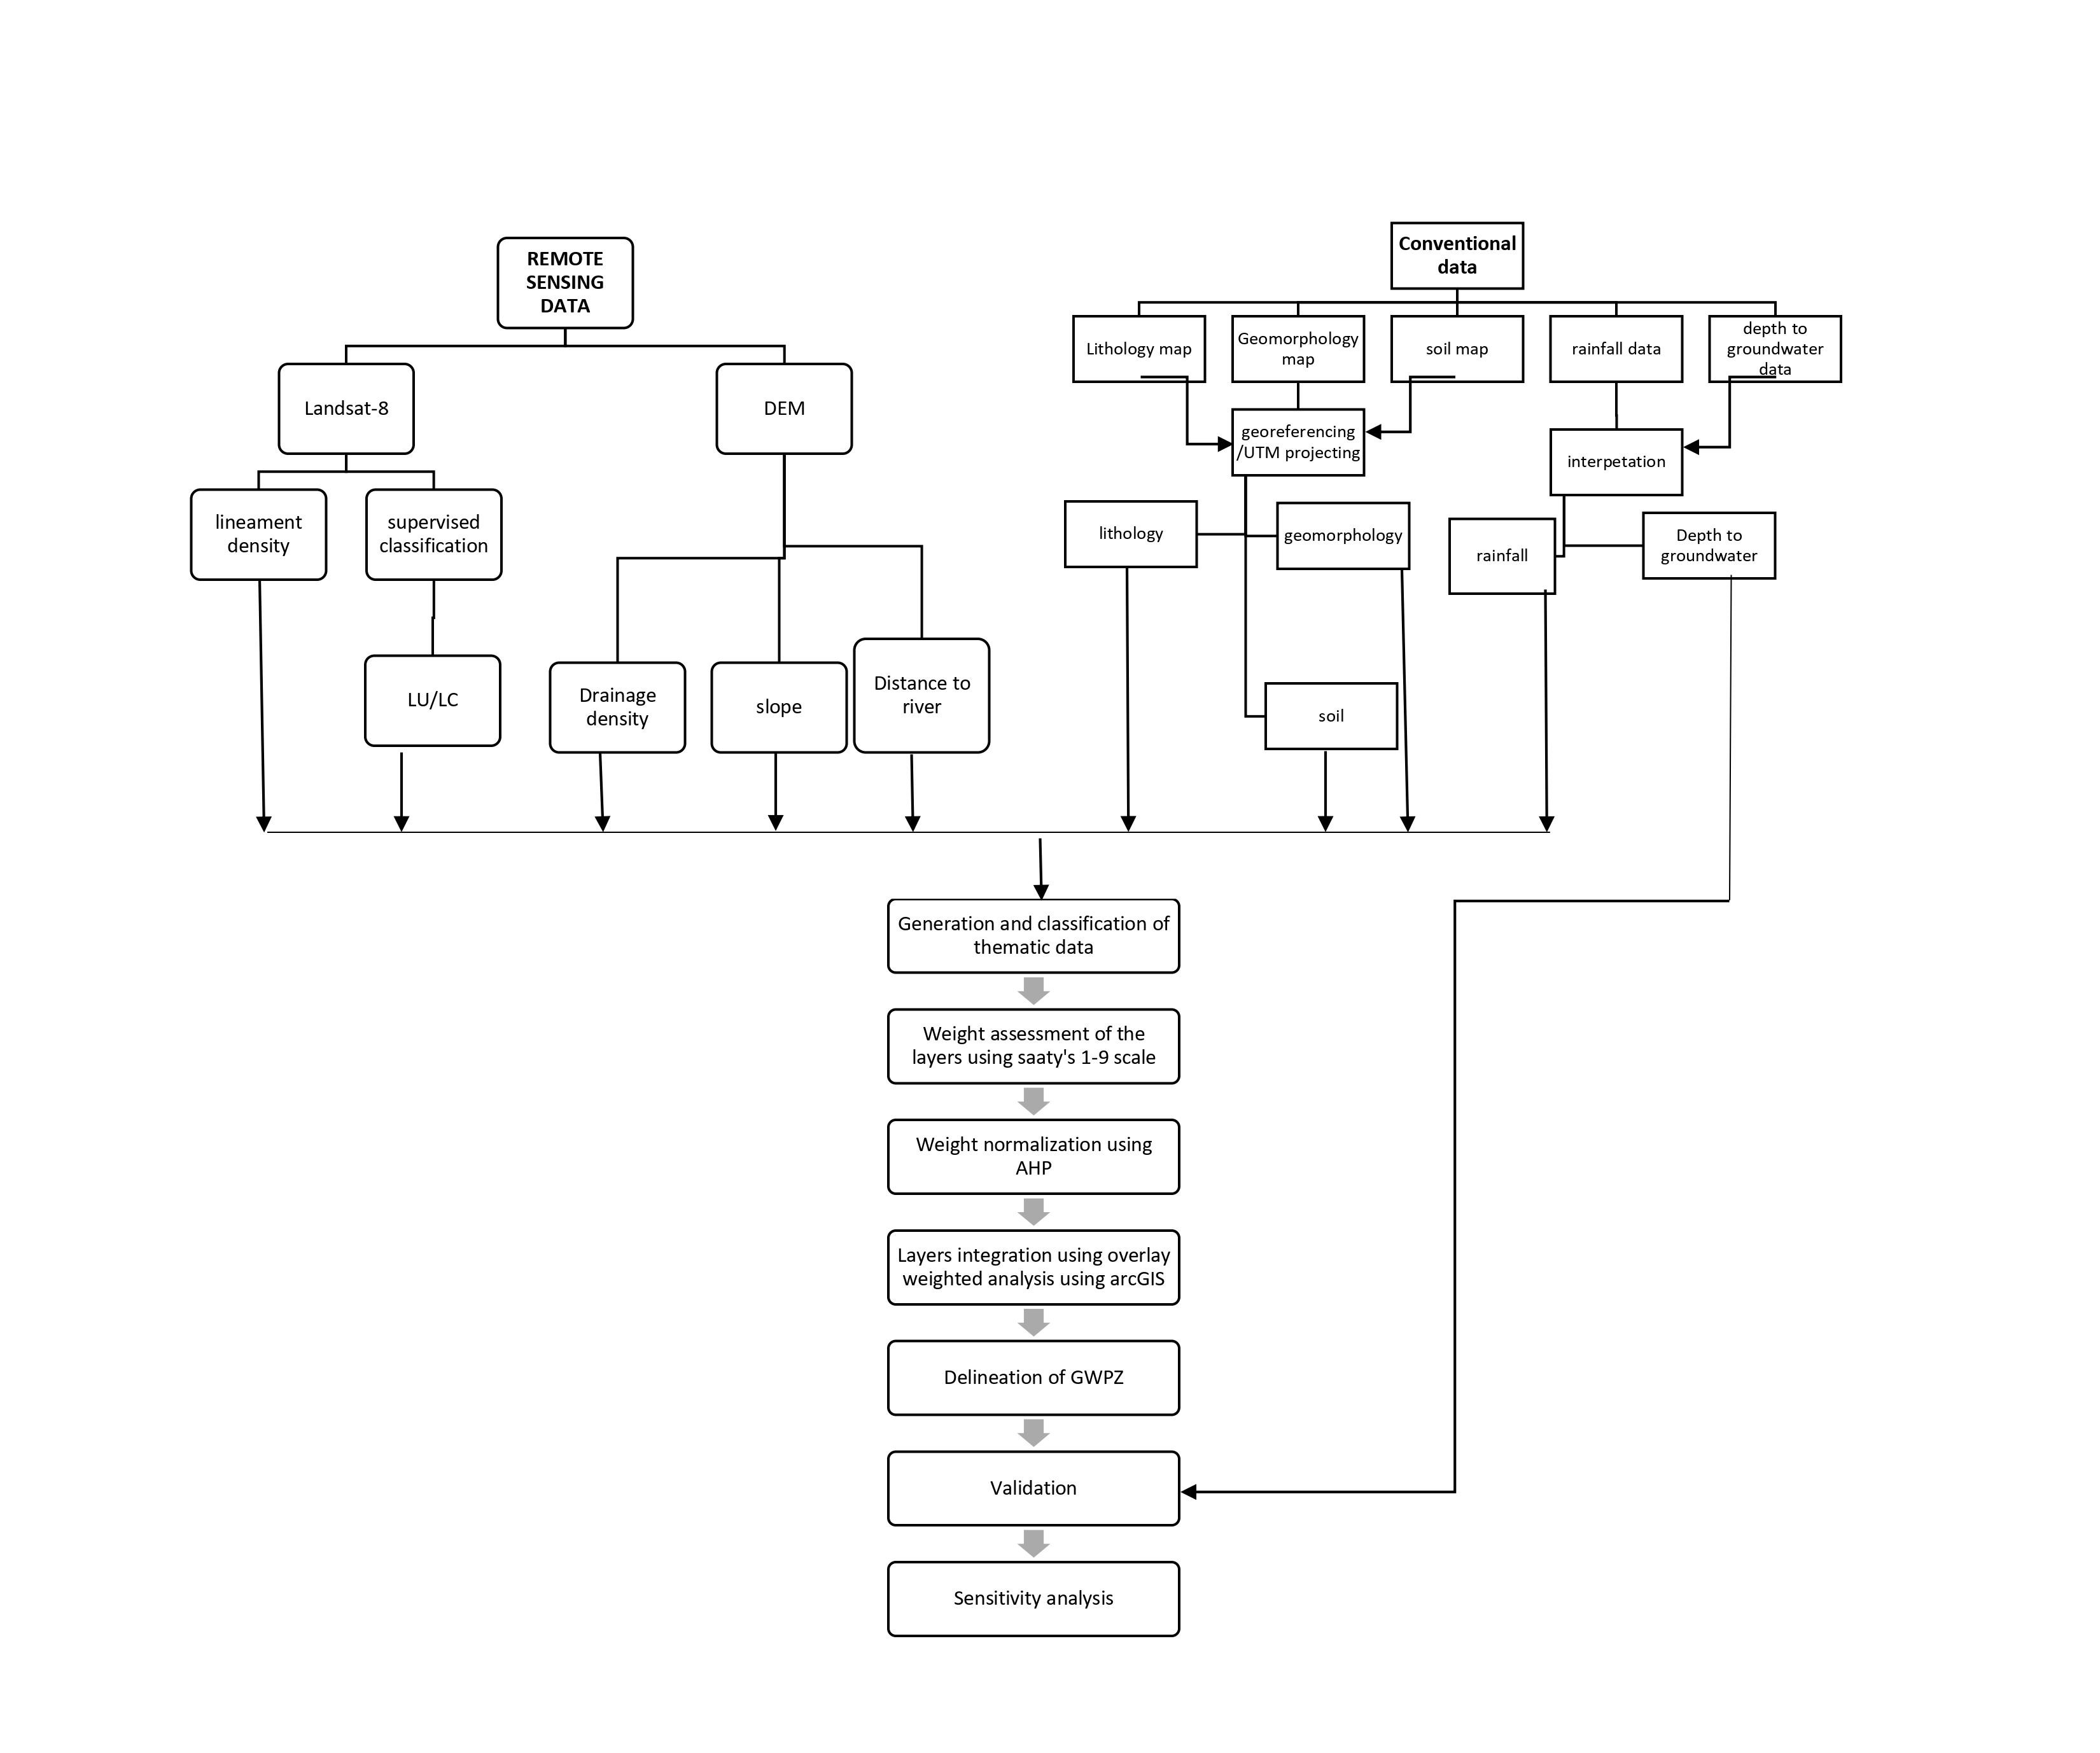 REMOTE
SENSING
DATA
Landsat-8
DEM
lineament
density
supervised
classification
LU/LC
Drainage
density
slope
Distance to
river
Conventional
data
Lithology map
Geomorphology
map
soil map
rainfall data
depth to
groundwater
data
georeferencing
/UTM projecting
interpetation
lithology
geomorphology
rainfall
Depth to
groundwater
soil
Generation and classification of
thematic data
Weight assessment of the
layers using saaty's 1-9 scale
Weight normalization using
AHP
Layers integration using overlay
weighted analysis using arcGIS
Delineation of GWPZ
Validation
Sensitivity analysis